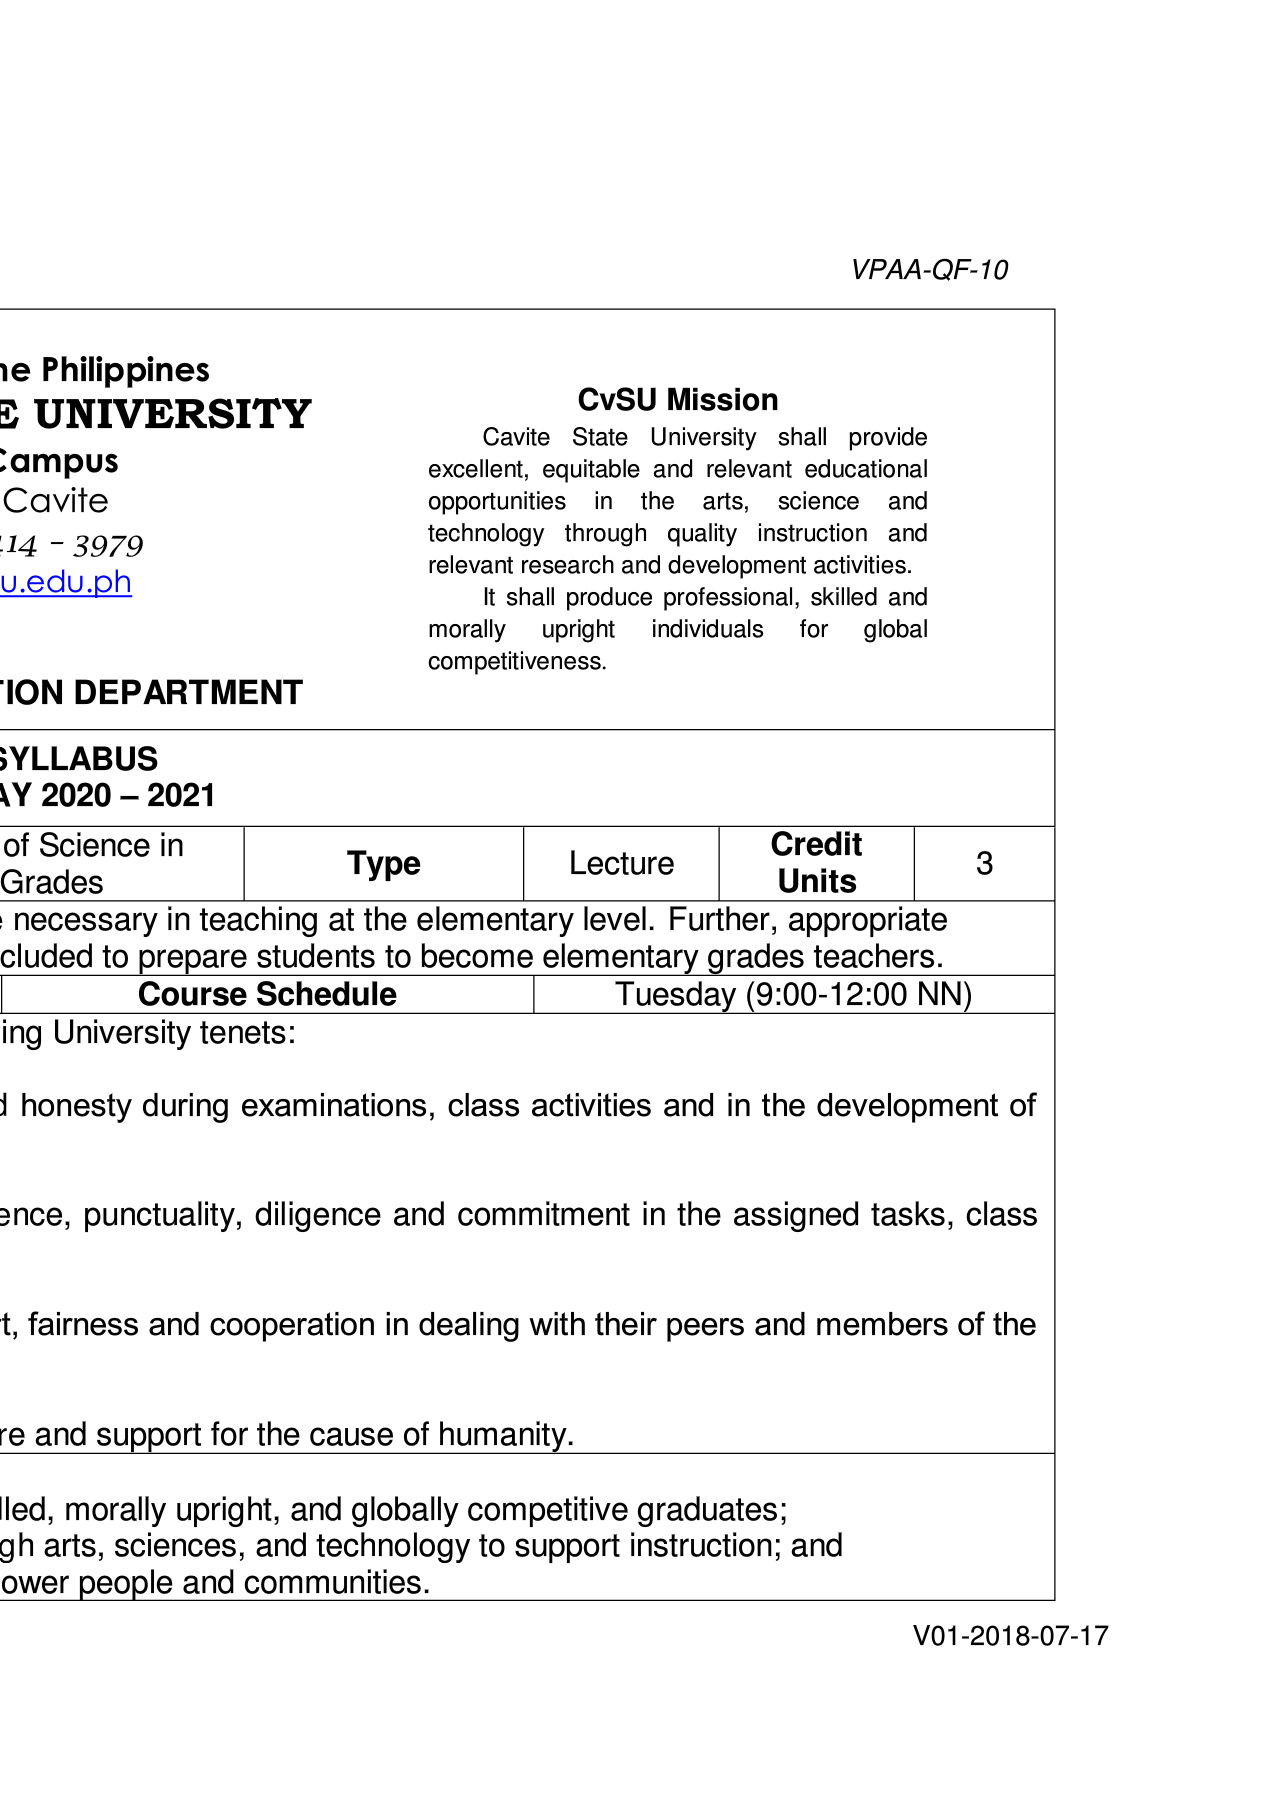 VPAA-QF-10
ne Philippines
E UNIVERSITY
Campus
Cavite
414 – 3979
u.edu.ph
TION DEPARTMENT
CvSU Mission
Cavite State University shall provide
excellent, equitable and relevant educational
opportunities in the arts, science and
technology through quality instruction and
relevant research and development activities.
It shall produce professional, skilled and
morally upright individuals for global
competitiveness.
SYLLABUS
AY 2020 – 2021
of Science in
Grades
Type
Lecture
Credit
Units
3
e necessary in teaching at the elementary level. Further, appropriate
cluded to prepare students to become elementary grades teachers.
Course Schedule
Tuesday (9:00-12:00 NN)
ing University tenets:
d honesty during examinations, class activities and in the development of
ence, punctuality, diligence and commitment in the assigned tasks, class
t, fairness and cooperation in dealing with their peers and members of the
re and support for the cause of humanity.
lled, morally upright, and globally competitive graduates;
gh arts, sciences, and technology to support instruction; and
ower people and communities.
V01-2018-07-17